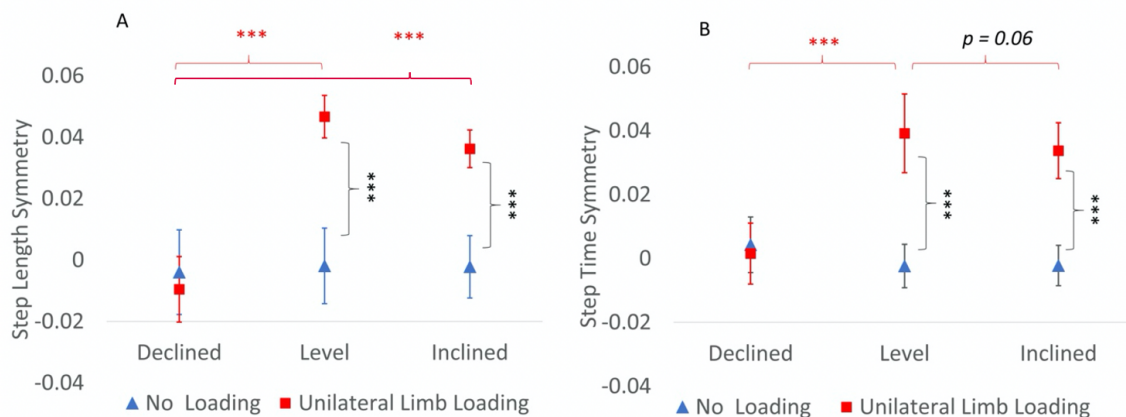 A
***
***
0.06
0.04
0.02
0
-0.02
-0.04
Step Length Symmetry
***
***
Declined Level Inclined
No Loading Unilateral Limb Loading
B
***
p = 0.06
0.06
0.04
0.02
0
-0.02
-0.04
Step Time Symmetry
***
***
Declined Level Inclined
No Loading Unilateral Limb Loading